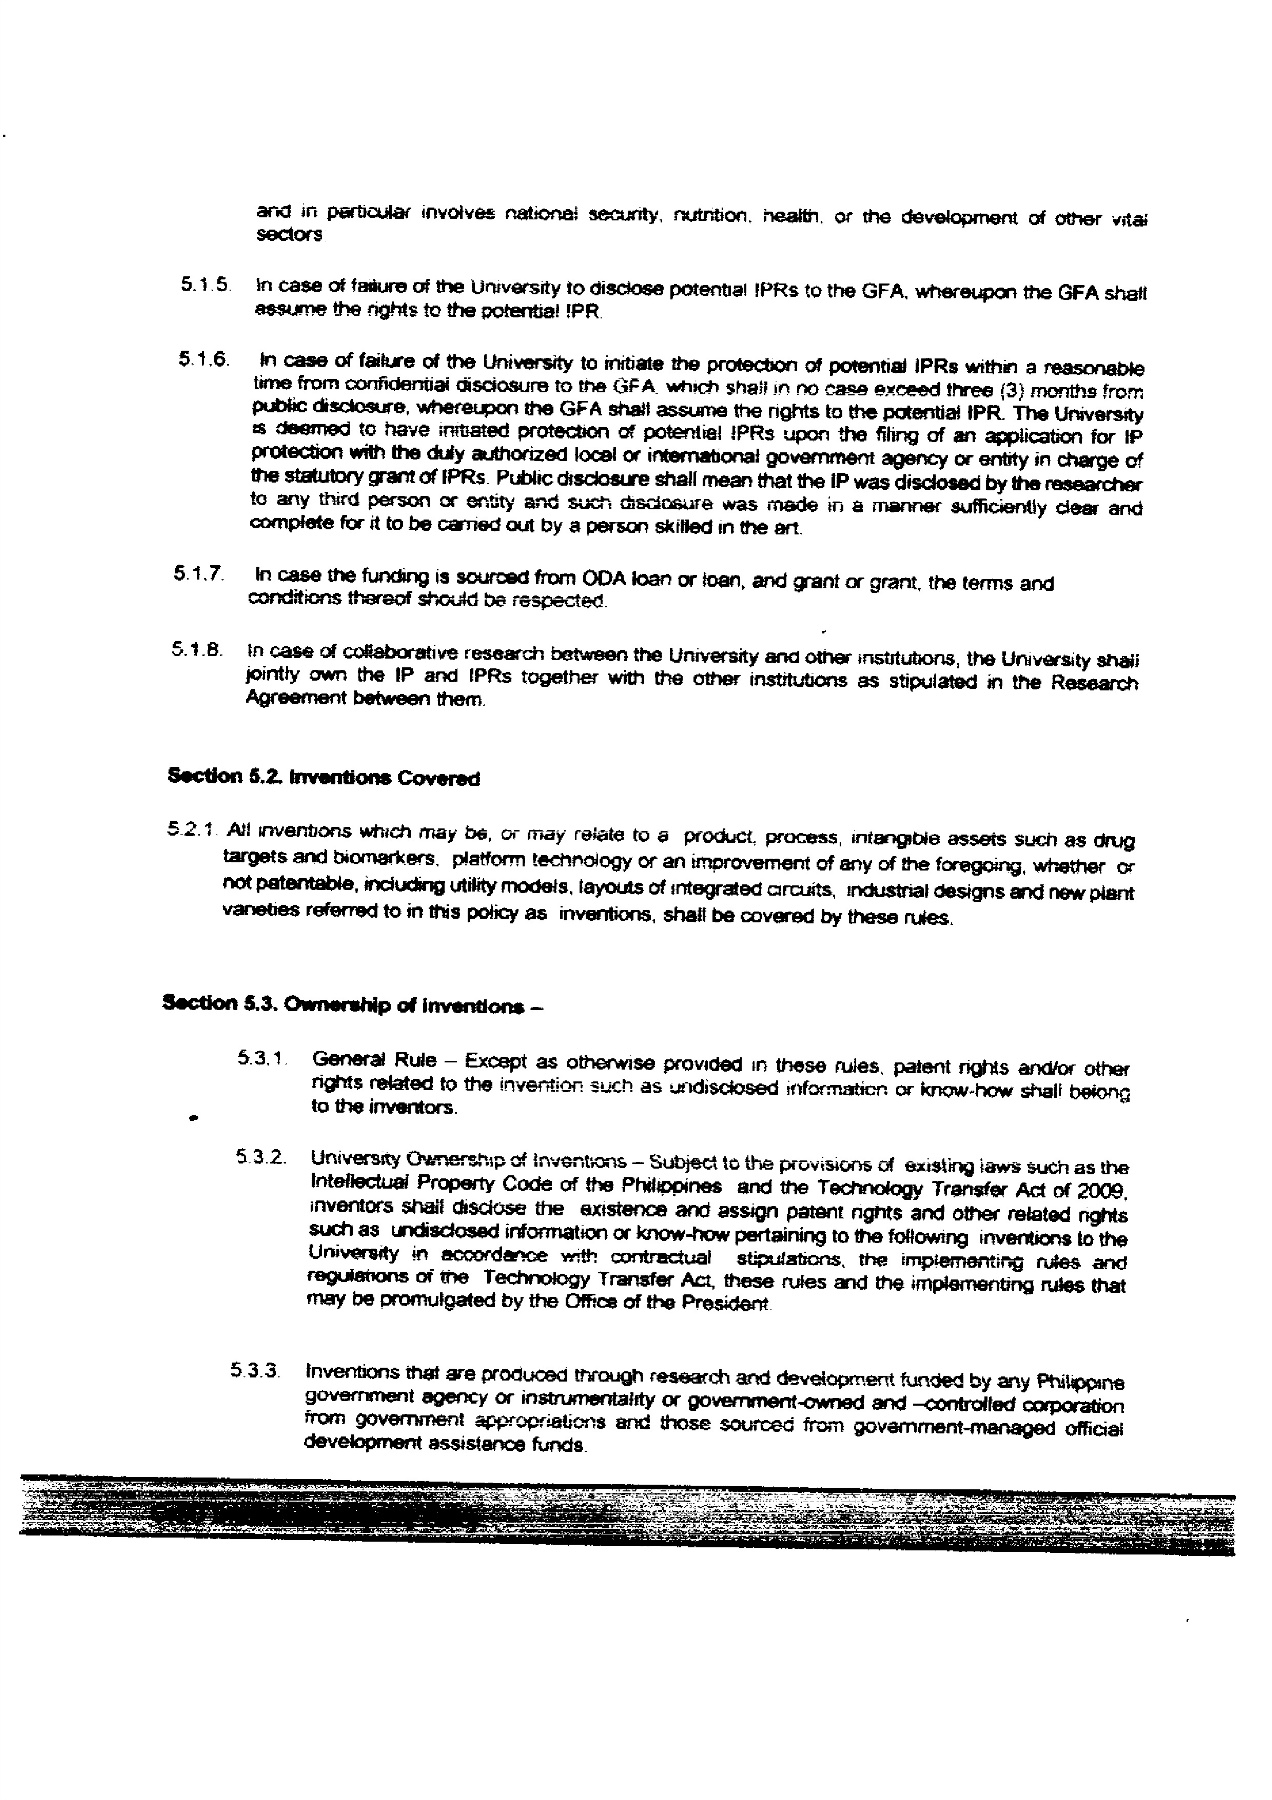 and in particular involves national security, nutrition, health, or the development of other vital
sectors
5.1.5. In case of failure of the University to disclose potential IPRs to the GFA, whereupon the GFA shall
assume the rights to the potential IPR.
5.1.6. In case of failure of the University to initiate the protection of potential IPRs within a reasonable
time from confidential disclosure to the GFA, which shall in no case exceed three (3) months from
public disclosure, whereupon the GFA shall assume the rights to the potential IPR. The University
is deemed to have initiated protection of potential IPRs upon the filing of an application for IP
protection with the duly authorized local or international government agency or entity in charge of
the statutory grant of IPRs. Public disclosure shall mean that the IP was disclosed by the researcher
to any third person or entity and such disclosure was made in a manner sufficiently clear and
complete for it to be carried out by a person skilled in the art.
5.1.7. In case the funding is sourced from ODA loan or loan, and grant or grant, the terms and
conditions thereof should be respected.
5.1.8. In case of collaborative research between the University and other institutions, the University shall
jointly own the IP and IPRs together with the other institutions as stipulated in the Research
Agreement between them.
Section 5.2. Inventions Covered
5.2.1. All inventions which may be, or may relate to a product, process, intangible assets such as drug
targets and biomarkers, platform technology or an improvement of any of the foregoing, whether or
not patentable, including utility models, layouts of integrated circuits, industrial designs and new plant
varieties referred to in this policy as inventions, shall be covered by these rules.
Section 5.3. Ownership of inventions –
5.3.1. General Rule – Except as otherwise provided in these rules, patent rights and/or other
rights related to the invention such as undisclosed information or know-how shall belong
to the inventors.
5.3.2. University Ownership of Inventions – Subject to the provisions of existing laws such as the
Intellectual Property Code of the Philippines and the Technology Transfer Act of 2009,
inventors shall disclose the existence and assign patent rights and other related rights
such as undisclosed information or know-how pertaining to the following inventions to the
University in accordance with contractual stipulations, the implementing rules and
regulations of the Technology Transfer Act, these rules and the implementing rules that
may be promulgated by the Office of the President.
5.3.3. Inventions that are produced through research and development funded by any Philippine
government agency or instrumentality or government-owned and –controlled corporation
from government appropriations and those sourced from government-managed official
development assistance funds.